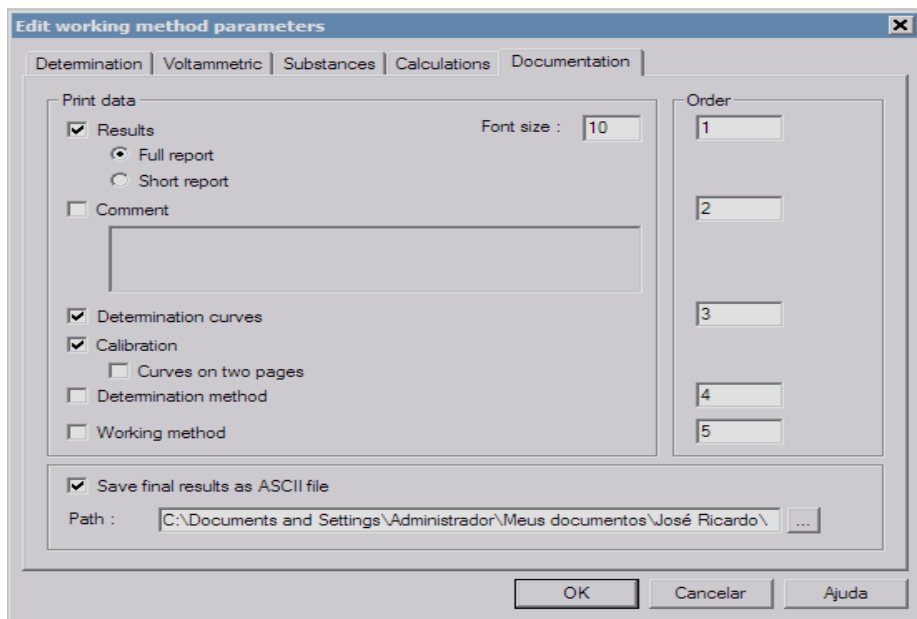 Edit working method parameters
Determination Voltammetric Substances Calculations Documentation
Print data Order
Results Font size : 10 1
Full report
Short report
Comment 2
Determination curves 3
Calibration
Curves on two pages
Determination method 4
Working method 5
Save final results as ASCII file
Path : C:\Documents and Settings\Administrador\Meus documentos\José Ricardo\ ...
OK Cancelar Ajuda